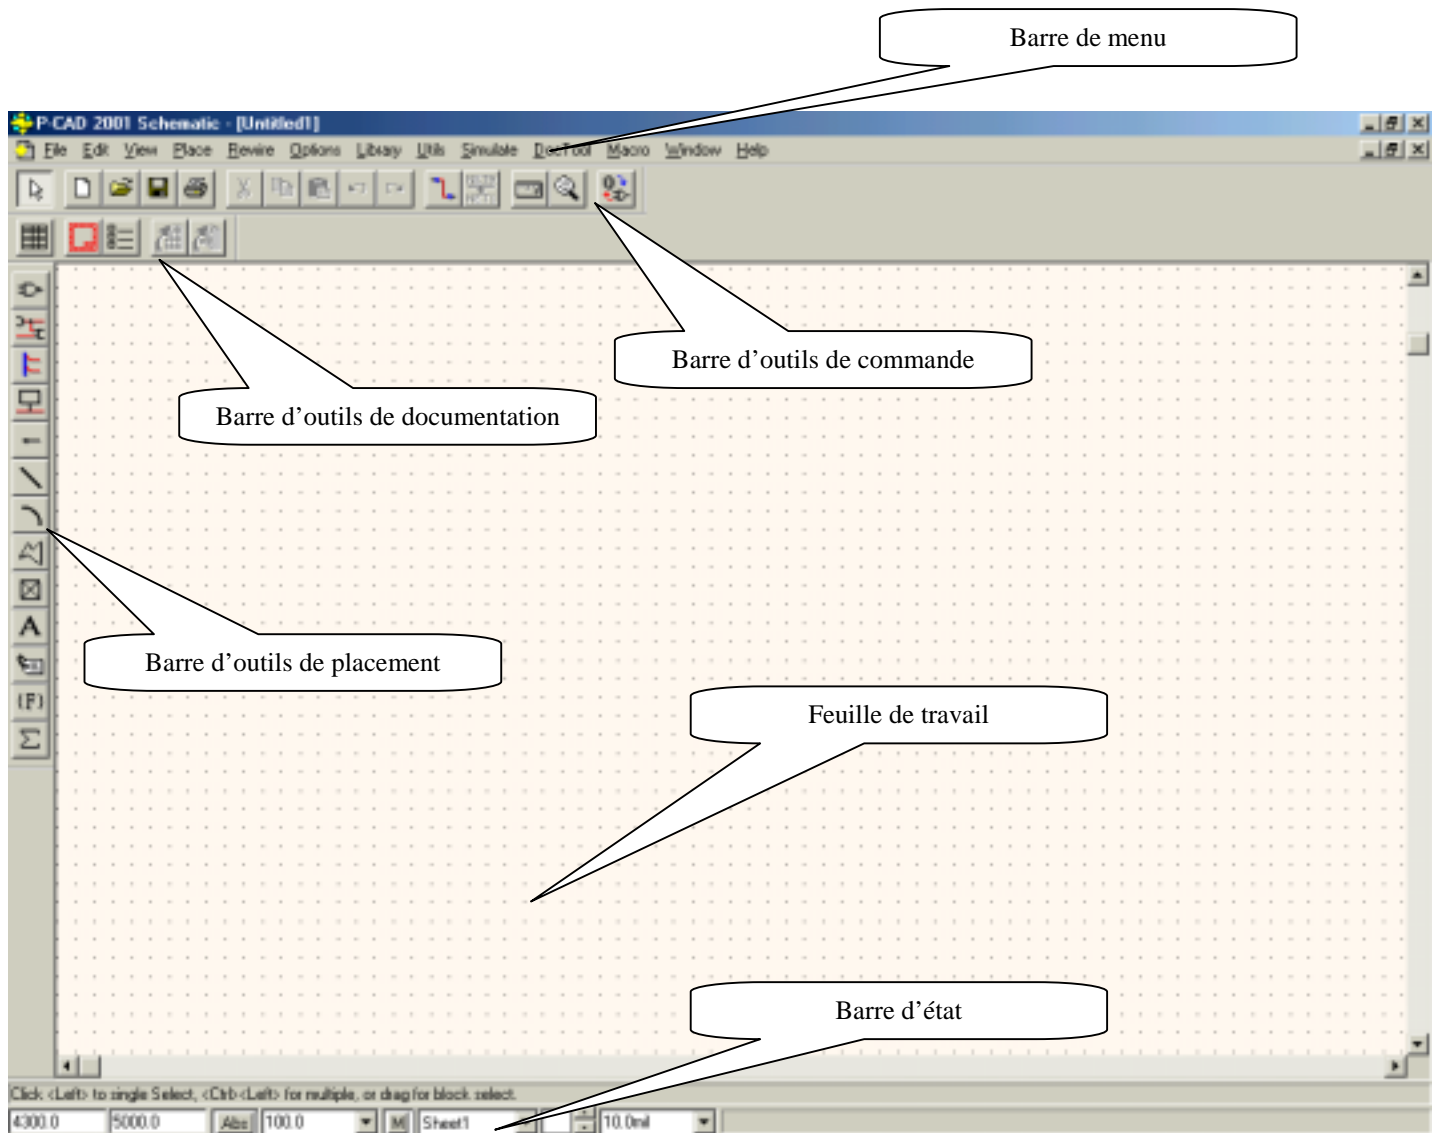 Barre de menu
P-CAD 2001 Schematic - [Untitled1]
File Edit View Place Rewire Options Library Utils Simulate DocTool Macro Window Help
Barre d’outils de commande
Barre d’outils de documentation
A
Barre d’outils de placement
{F}
Σ
Feuille de travail
Barre d’état
Click <Left> to single Select, <Ctrl><Left> for multiple, or drag for block select.
4300.0 5000.0 Abs 100.0 M Sheet1 10.0mil